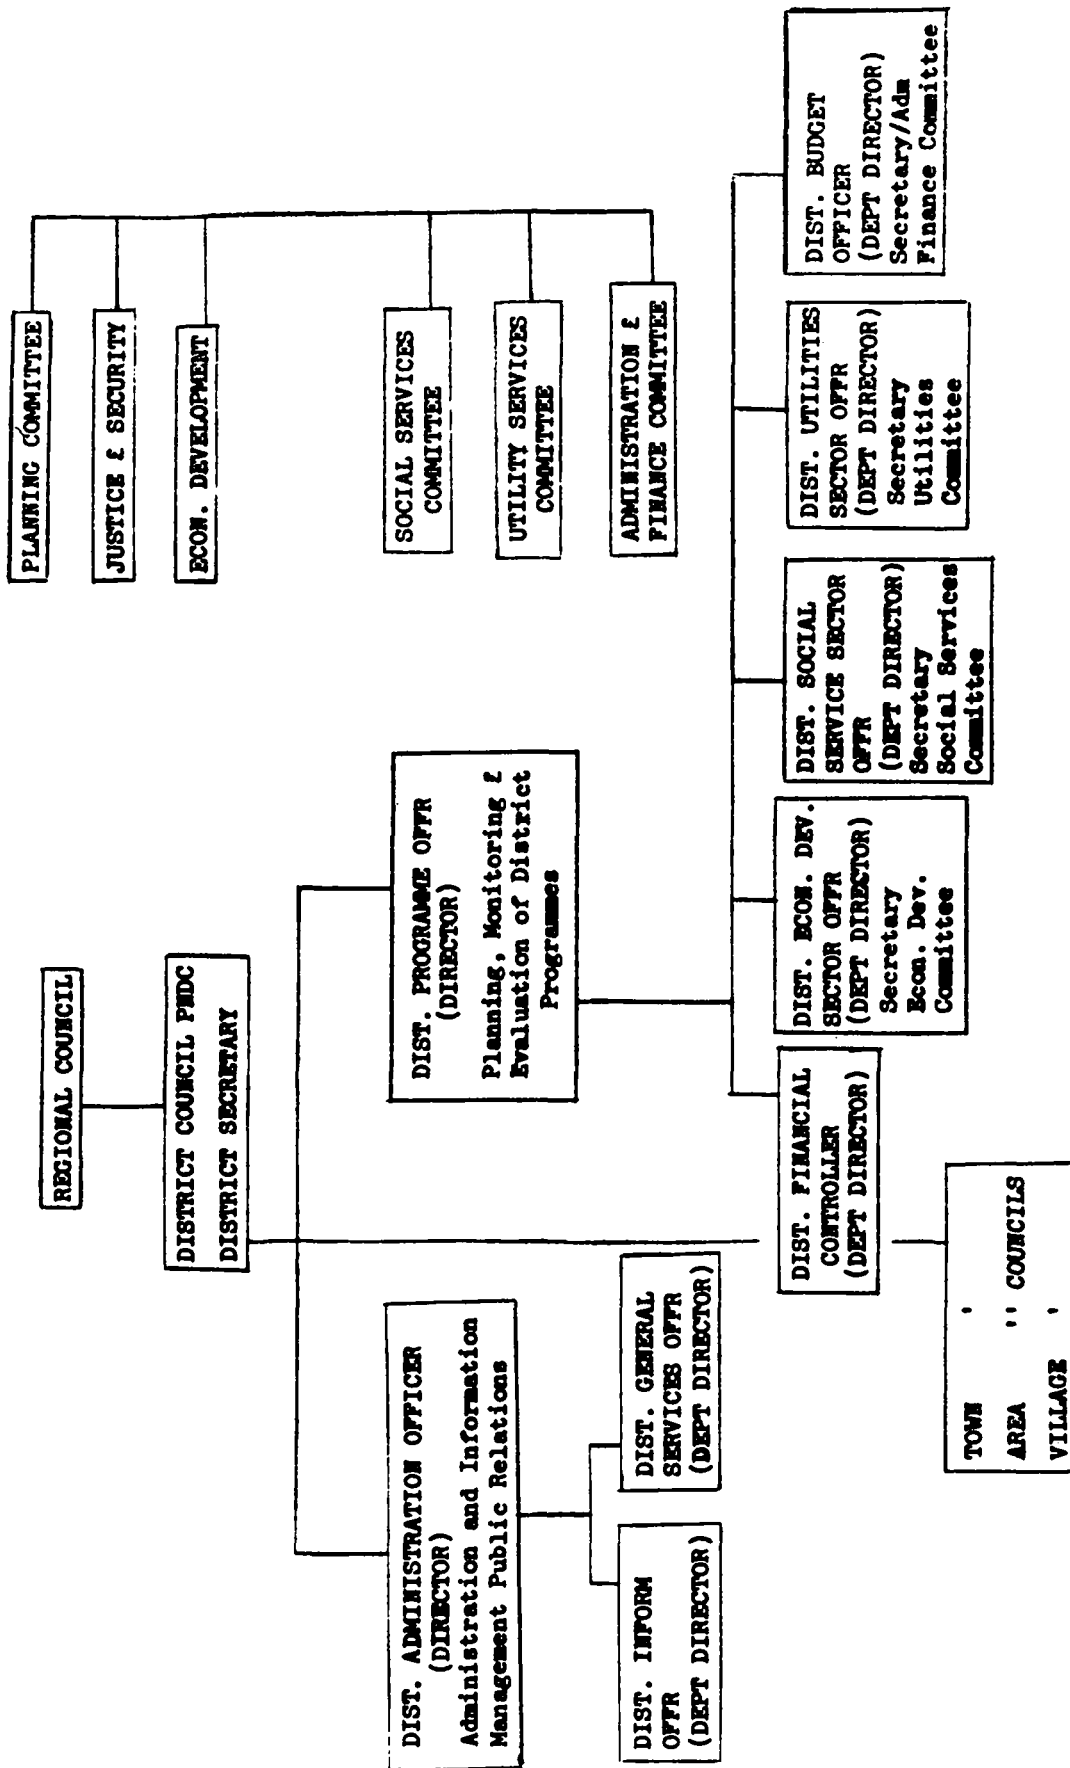 REGIONAL COUNCIL
DISTRICT COUNCIL PNDC
DISTRICT SECRETARY
PLANNING COMMITTEE
JUSTICE £ SECURITY
ECON. DEVELOPMENT
SOCIAL SERVICES
COMMITTEE
UTILITY SERVICES
COMMITTEE
ADMINISTRATION £
FINANCE COMMITTEE
DIST. ADMINISTRATION OFFICER
(DIRECTOR)
Administration and Information
Management Public Relations
DIST. PROGRAMME OFFR
(DIRECTOR)
Planning, Monitoring £
Evaluation of District
Programmes
DIST. INFORM
OFFR
(DEPT DIRECTOR)
DIST. GENERAL
SERVICES OFFR
(DEPT DIRECTOR)
DIST. FINANCIAL
CONTROLLER
(DEPT DIRECTOR)
DIST. ECON. DEV.
SECTOR OFFR
(DEPT DIRECTOR)
Secretary
Econ. Dev.
Committee
DIST. SOCIAL
SERVICE SECTOR
OFFR
(DEPT DIRECTOR)
Secretary
Social Services
Committee
DIST. UTILITIES
SECTOR OFFR
(DEPT DIRECTOR)
Secretary
Utilities
Committee
DIST. BUDGET
OFFICER
(DEPT DIRECTOR)
Secretary/Adm
Finance Committee
TOWN '
AREA '' COUNCILS
VILLAGE '